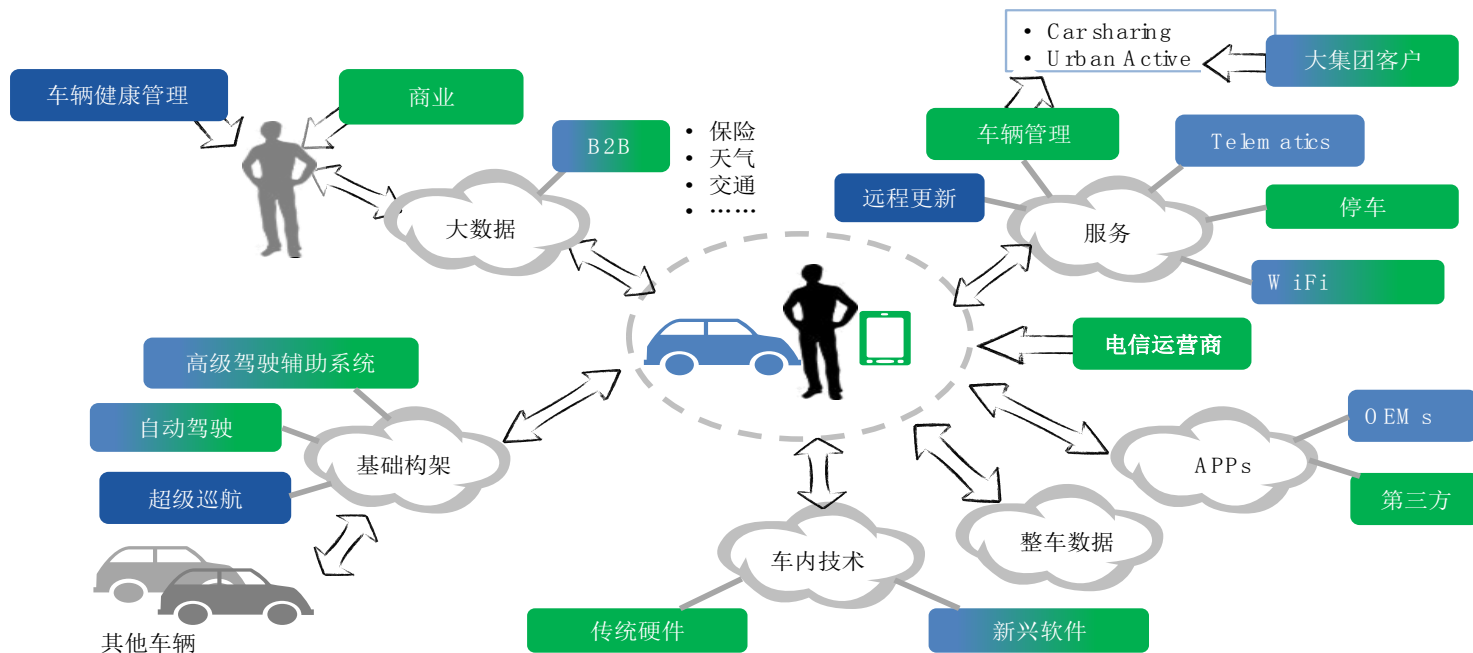 • Car sharing
• Urban Active
大集团客户
车辆健康管理
商业
B2B
• 保险
• 天气
• 交通
• ……
车辆管理
Telematics
远程更新
停车
大数据
服务
WiFi
电信运营商
高级驾驶辅助系统
自动驾驶
基础构架
超级巡航
OEMs
APPs
第三方
整车数据
车内技术
其他车辆
传统硬件
新兴软件